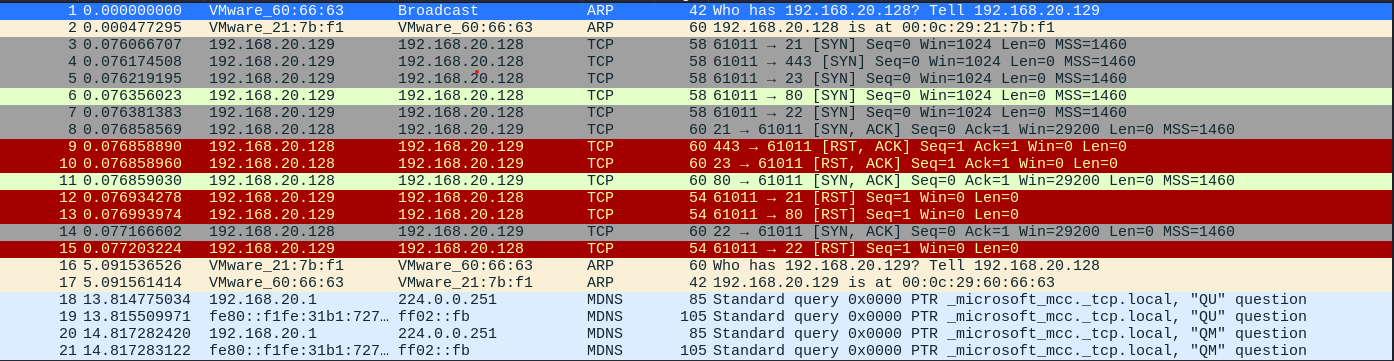 1 0.000000000 VMware_60:66:63 Broadcast ARP 42 Who has 192.168.20.128? Tell 192.168.20.129
2 0.000477295 VMware_21:7b:f1 VMware_60:66:63 ARP 60 192.168.20.128 is at 00:0c:29:21:7b:f1
3 0.076066707 192.168.20.129 192.168.20.128 TCP 58 61011 → 21 [SYN] Seq=0 Win=1024 Len=0 MSS=1460
4 0.076174508 192.168.20.129 192.168.20.128 TCP 58 61011 → 443 [SYN] Seq=0 Win=1024 Len=0 MSS=1460
5 0.076219195 192.168.20.129 192.168.20.128 TCP 58 61011 → 23 [SYN] Seq=0 Win=1024 Len=0 MSS=1460
6 0.076356023 192.168.20.129 192.168.20.128 TCP 58 61011 → 80 [SYN] Seq=0 Win=1024 Len=0 MSS=1460
7 0.076381383 192.168.20.129 192.168.20.128 TCP 58 61011 → 22 [SYN] Seq=0 Win=1024 Len=0 MSS=1460
8 0.076858569 192.168.20.128 192.168.20.129 TCP 60 21 → 61011 [SYN, ACK] Seq=0 Ack=1 Win=29200 Len=0 MSS=1460
9 0.076858890 192.168.20.128 192.168.20.129 TCP 60 443 → 61011 [RST, ACK] Seq=1 Ack=1 Win=0 Len=0
10 0.076858960 192.168.20.128 192.168.20.129 TCP 60 23 → 61011 [RST, ACK] Seq=1 Ack=1 Win=0 Len=0
11 0.076859030 192.168.20.128 192.168.20.129 TCP 60 80 → 61011 [SYN, ACK] Seq=0 Ack=1 Win=29200 Len=0 MSS=1460
12 0.076934278 192.168.20.129 192.168.20.128 TCP 54 61011 → 21 [RST] Seq=1 Win=0 Len=0
13 0.076993974 192.168.20.129 192.168.20.128 TCP 54 61011 → 80 [RST] Seq=1 Win=0 Len=0
14 0.077166602 192.168.20.128 192.168.20.129 TCP 60 22 → 61011 [SYN, ACK] Seq=0 Ack=1 Win=29200 Len=0 MSS=1460
15 0.077203224 192.168.20.129 192.168.20.128 TCP 54 61011 → 22 [RST] Seq=1 Win=0 Len=0
16 5.091536526 VMware_21:7b:f1 VMware_60:66:63 ARP 60 Who has 192.168.20.129? Tell 192.168.20.128
17 5.091561414 VMware_60:66:63 VMware_21:7b:f1 ARP 42 192.168.20.129 is at 00:0c:29:60:66:63
18 13.814775034 192.168.20.1 224.0.0.251 MDNS 85 Standard query 0x0000 PTR _microsoft_mcc._tcp.local, "QU" question
19 13.815509971 fe80::f1fe:31b1:727… ff02::fb MDNS 105 Standard query 0x0000 PTR _microsoft_mcc._tcp.local, "QU" question
20 14.817282420 192.168.20.1 224.0.0.251 MDNS 85 Standard query 0x0000 PTR _microsoft_mcc._tcp.local, "QM" question
21 14.817283122 fe80::f1fe:31b1:727… ff02::fb MDNS 105 Standard query 0x0000 PTR _microsoft_mcc._tcp.local, "QM" question